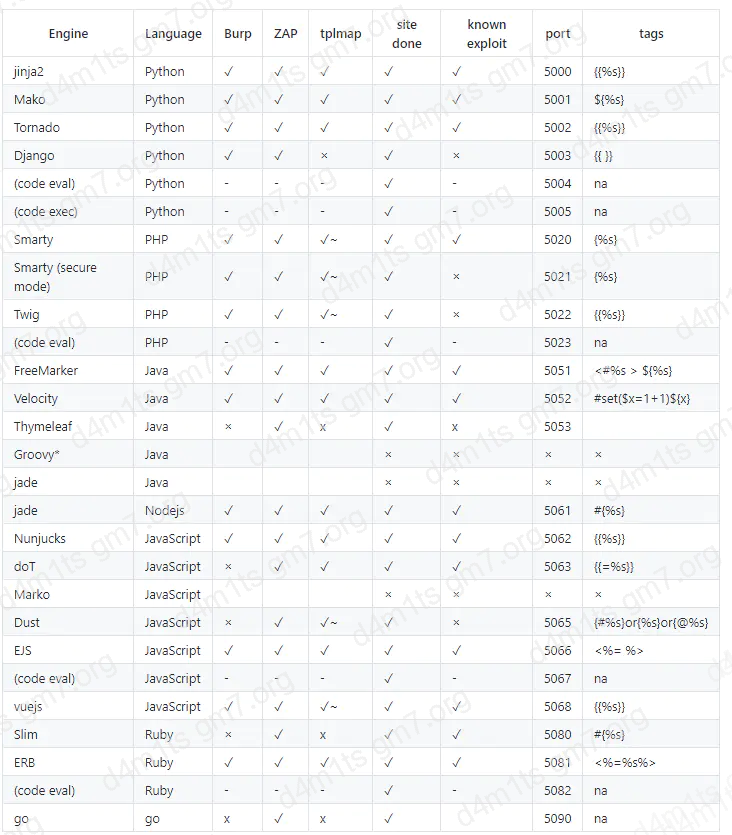 Engine Language Burp ZAP tplmap site done known exploit port tags
jinja2 Python ✓ ✓ ✓ ✓ ✓ 5000 {{%s}}
Mako Python ✓ ✓ ✓ ✓ ✓ 5001 ${%s}
Tornado Python ✓ ✓ ✓ ✓ ✓ 5002 {{%s}}
Django Python ✓ ✓ × ✓ × 5003 {{ }}
(code eval) Python - - - ✓ - 5004 na
(code exec) Python - - - ✓ - 5005 na
Smarty PHP ✓ ✓ ✓~ ✓ ✓ 5020 {%s}
Smarty (secure mode) PHP ✓ ✓ ✓~ ✓ × 5021 {%s}
Twig PHP ✓ ✓ ✓~ ✓ × 5022 {{%s}}
(code eval) PHP - - - ✓ - 5023 na
FreeMarker Java ✓ ✓ ✓ ✓ ✓ 5051 <#%s > ${%s}
Velocity Java ✓ ✓ ✓ ✓ ✓ 5052 #set($x=1+1)${x}
Thymeleaf Java × ✓ x ✓ x 5053
Groovy* Java × × × ×
jade Java × × × ×
jade Nodejs ✓ ✓ ✓ ✓ ✓ 5061 #{%s}
Nunjucks JavaScript ✓ ✓ ✓ ✓ ✓ 5062 {{%s}}
doT JavaScript × ✓ ✓ ✓ ✓ 5063 {{=%s}}
Marko JavaScript × × × ×
Dust JavaScript × ✓ ✓~ ✓ × 5065 {#%s}or{%s}or{@%s}
EJS JavaScript ✓ ✓ ✓ ✓ ✓ 5066 <%= %>
(code eval) JavaScript - - - ✓ - 5067 na
vuejs JavaScript ✓ ✓ ✓~ ✓ ✓ 5068 {{%s}}
Slim Ruby × ✓ x ✓ ✓ 5080 #{%s}
ERB Ruby ✓ ✓ ✓ ✓ ✓ 5081 <%=%s%>
(code eval) Ruby - - - ✓ - 5082 na
go go x ✓ x ✓ 5090 na
d4m1ts gm7.org